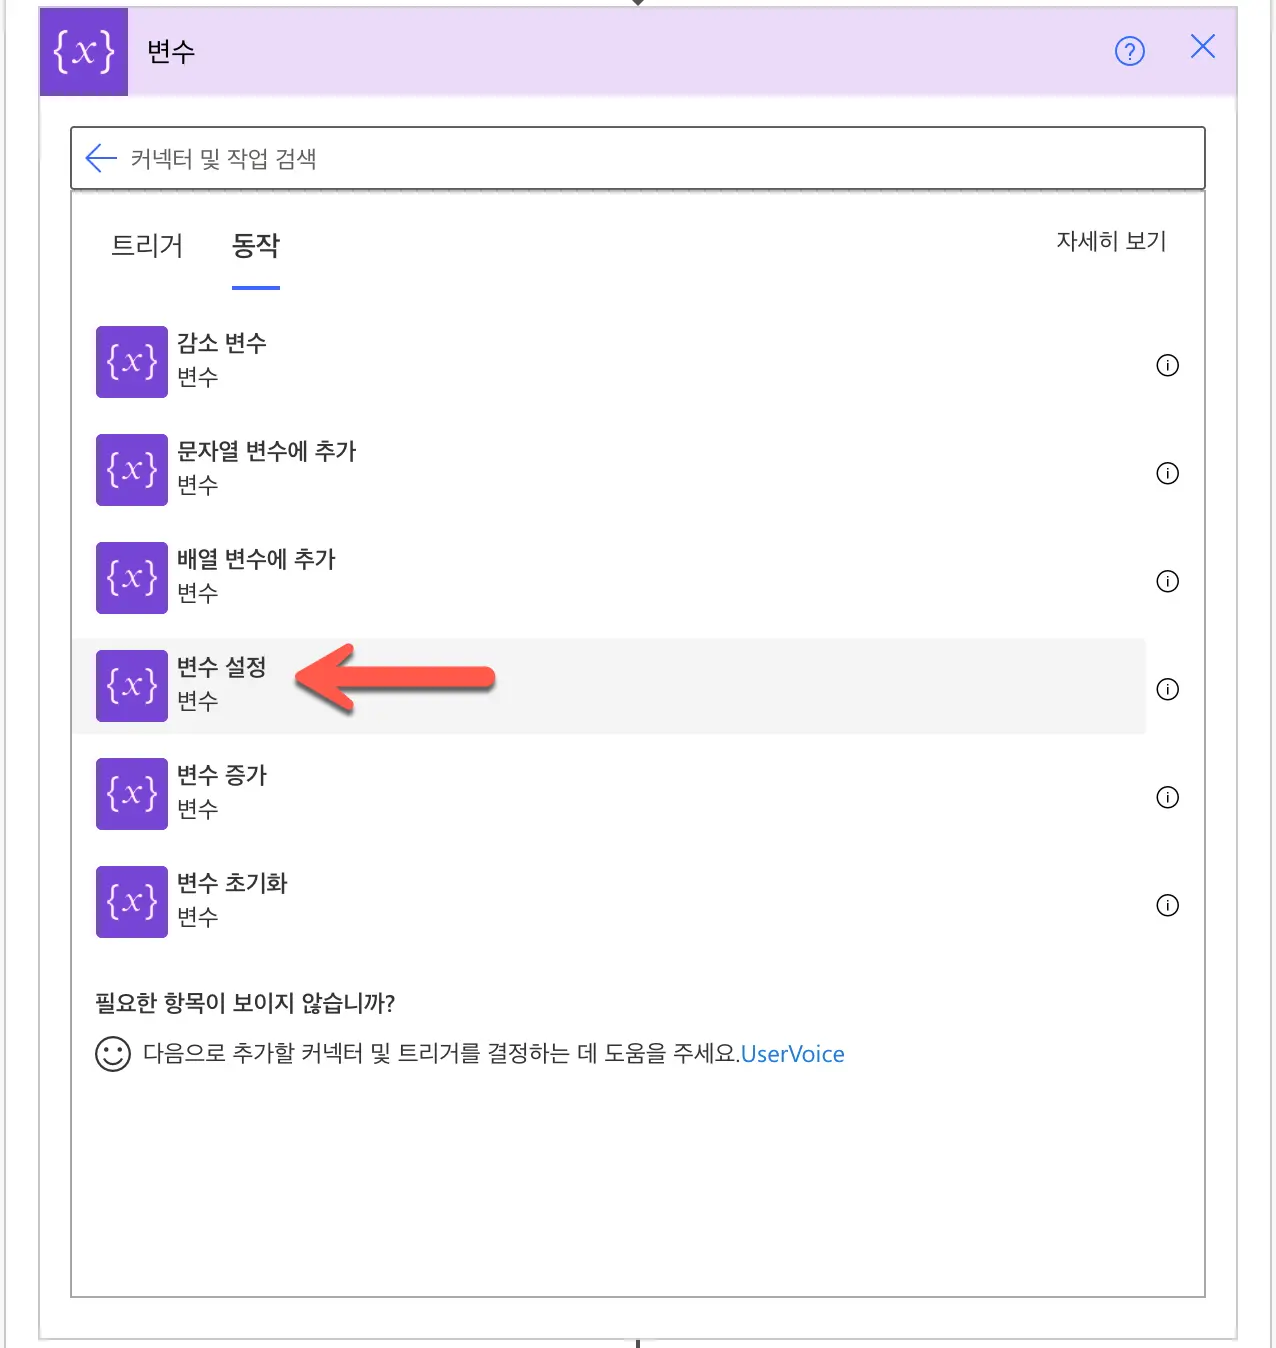 {x} 변수
커넥터 및 작업 검색
트리거 동작 자세히 보기
{x} 감소 변수
변수
{x} 문자열 변수에 추가
변수
{x} 배열 변수에 추가
변수
{x} 변수 설정
변수
{x} 변수 증가
변수
{x} 변수 초기화
변수
필요한 항목이 보이지 않습니까?
다음으로 추가할 커넥터 및 트리거를 결정하는 데 도움을 주세요.UserVoice